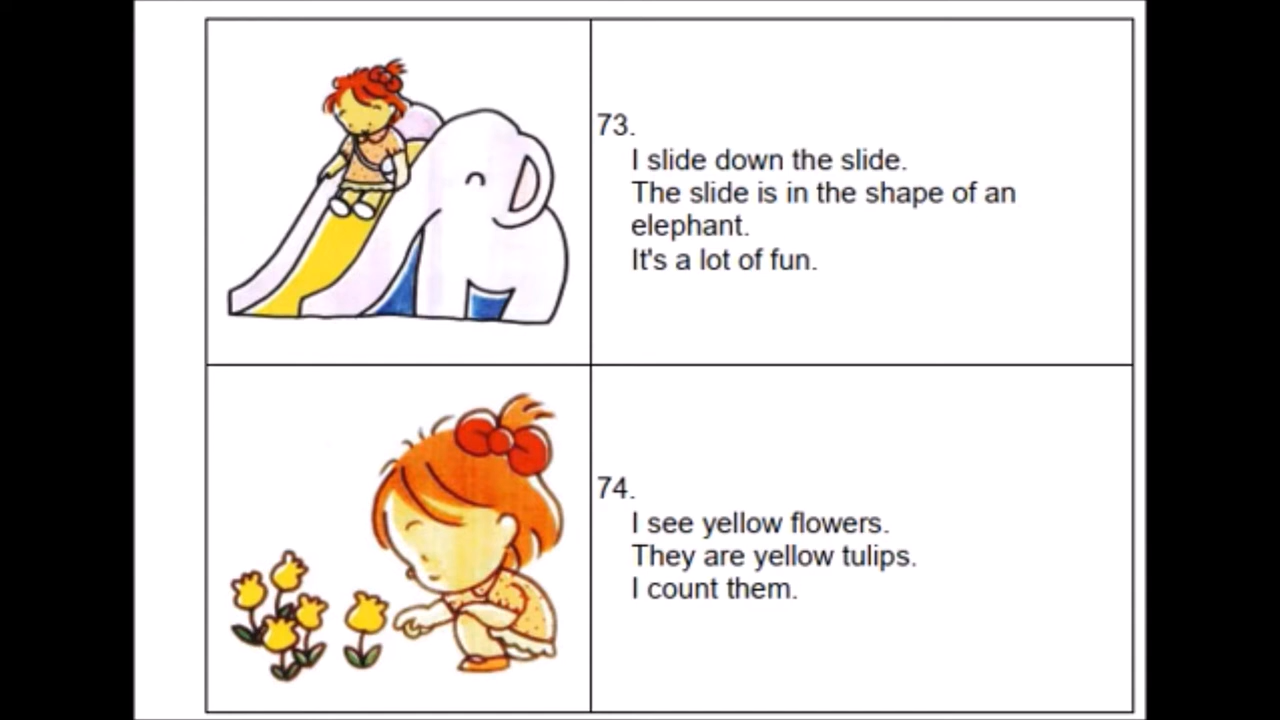 73.
I slide down the slide.
The slide is in the shape of an
elephant.
It's a lot of fun.
74.
I see yellow flowers.
They are yellow tulips.
I count them.